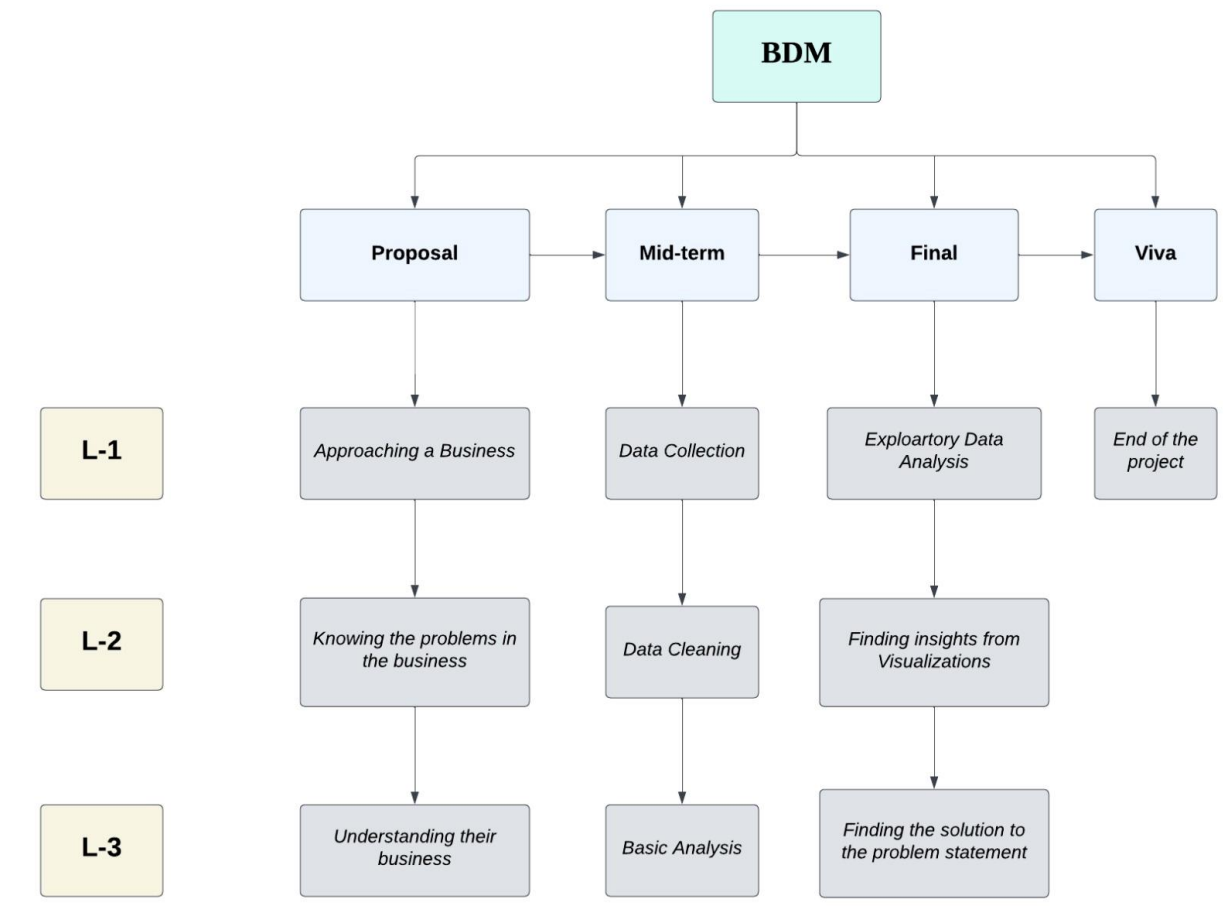 BDM
Proposal
Mid-term
Final
Viva
L-1
Approaching a Business
Data Collection
Exploartory Data
Analysis
End of the
project
L-2
Knowing the problems in
the business
Data Cleaning
Finding insights from
Visualizations
L-3
Understanding their
business
Basic Analysis
Finding the solution to
the problem statement